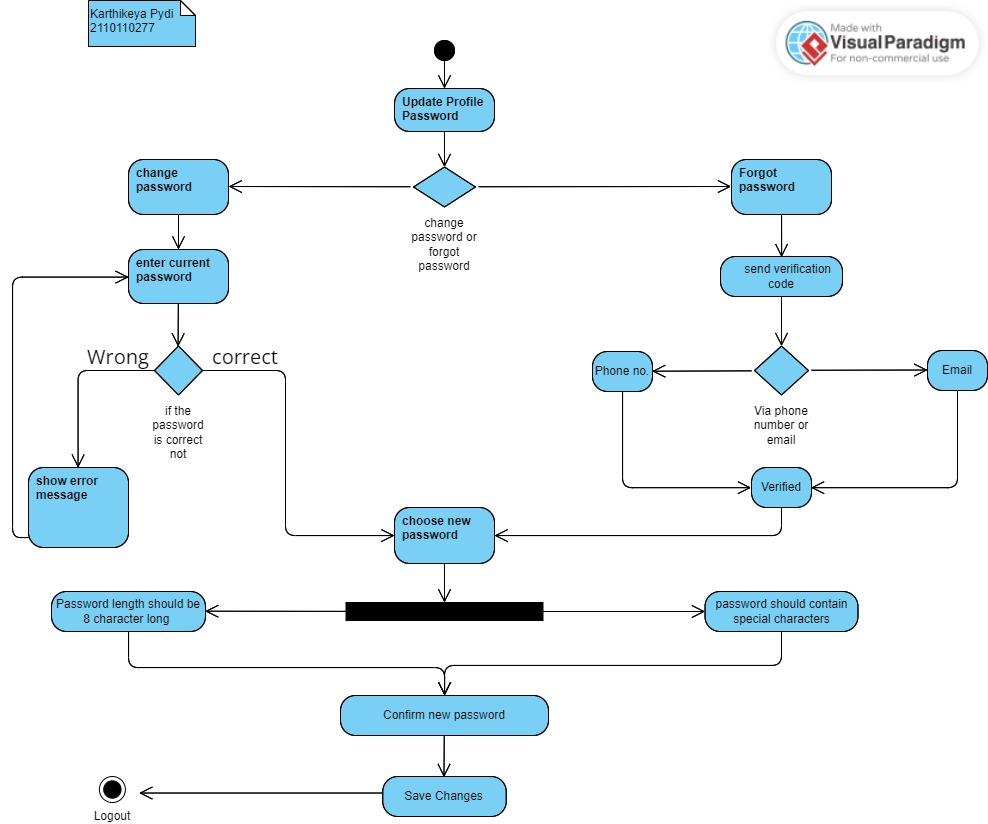 Karthikeya Pydi
2110110277
Made with
Visual Paradigm
For non-commercial use
Update Profile
Password
change
password
Forgot
password
change
password or
forgot
password
enter current
password
send verification
code
Wrong
correct
Phone no.
Email
if the
password
is correct
not
Via phone
number or
email
show error
message
Verified
choose new
password
Password length should be
8 character long
password should contain
special characters
Confirm new password
Save Changes
Logout